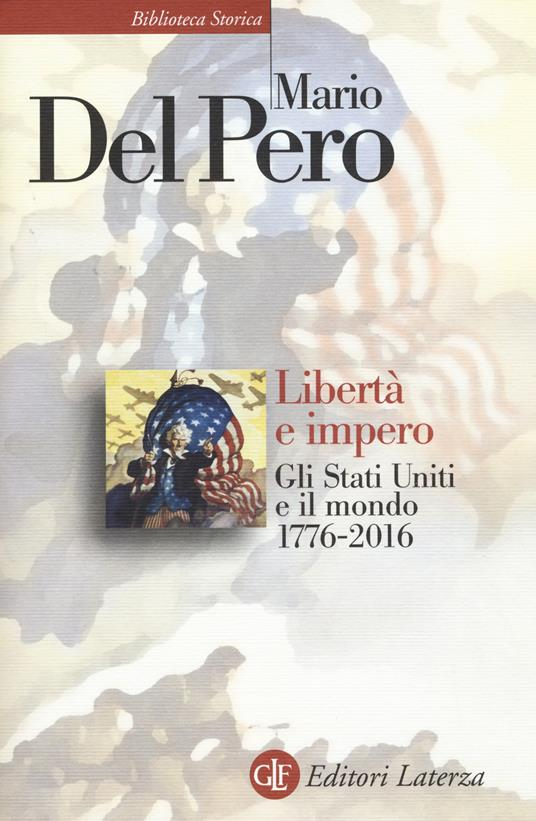 Biblioteca Storica
Mario
Del Pero
Libertà
e impero
Gli Stati Uniti
e il mondo
1776-2016
GLF Editori Laterza